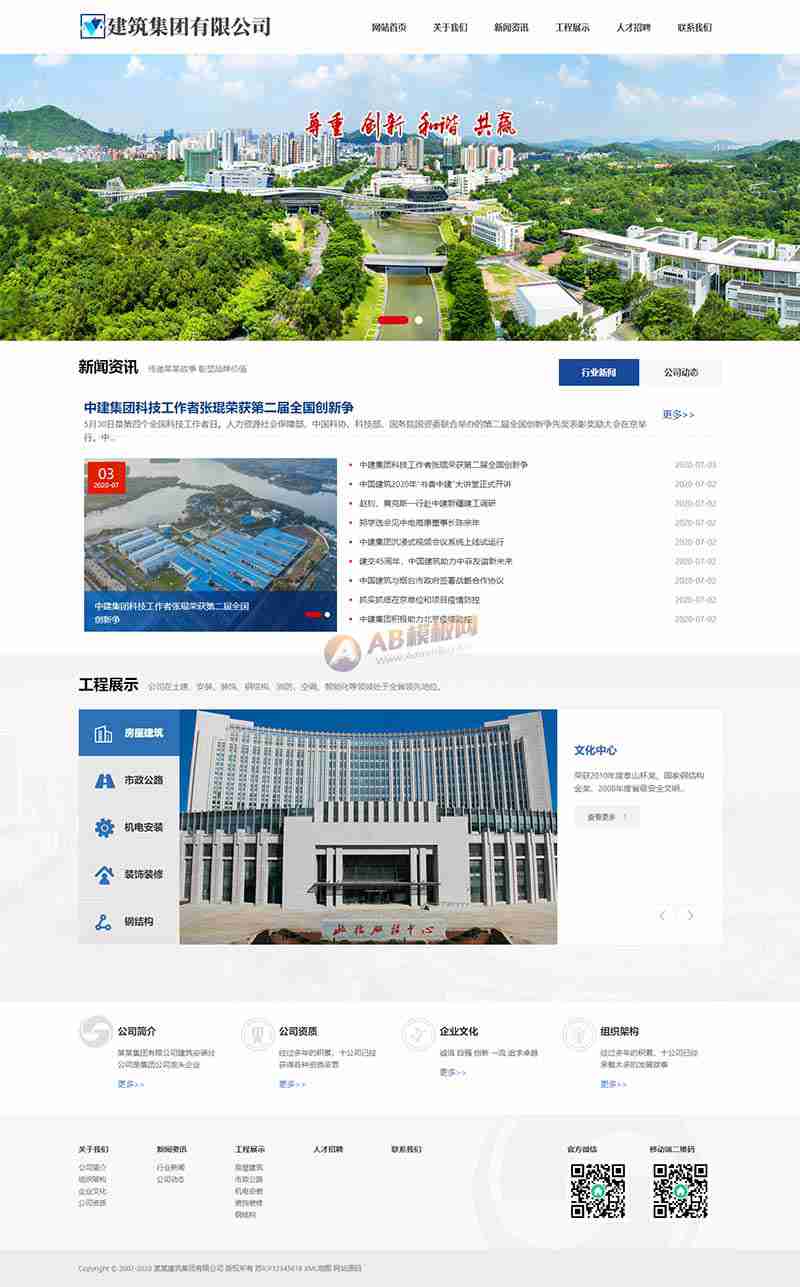 建筑集团有限公司
网站首页 关于我们 新闻资讯 工程展示 人才招聘 联系我们
尊重 创新 和谐 共赢
新闻资讯 传递某某故事 彰显品牌价值
行业新闻 公司动态
中建集团科技工作者张琨荣获第二届全国创新争
更多>>
5月30日是第四个全国科技工作者日。人力资源社会保障部、中国科协、科技部、国务院国资委联合举办的第二届全国创新争先奖表彰奖励大会在京举
行。中...
03
2020-07
中建集团科技工作者张琨荣获第二届全国
创新争
中建集团科技工作者张琨荣获第二届全国创新争 2020-07-03
中国建筑2020年“书香中建”大讲堂正式开讲 2020-07-02
赵钊、黄克斯一行赴中建新疆建工调研 2020-07-02
郑学选会见中电海康董事长陈宗年 2020-07-02
中建集团沉浸式视频会议系统上线试运行 2020-07-02
建交45周年，中国建筑助力中菲友谊新未来 2020-07-02
中国建筑与烟台市政府签署战略合作协议 2020-07-02
抓实抓细在京单位和项目疫情防控 2020-07-02
中建集团积极助力北京疫情防控 2020-07-02
AB模板网
工程展示 公司在土建、安装、装饰、钢结构、消防、空调、智能化等领域处于全省领先地位。
房屋建筑
市政公路
机电安装
装饰装修
钢结构
文化中心
荣获2010年度泰山杯奖、国家钢结构
金奖、2008年度省级安全文明...
查看更多
公司简介
某某集团有限公司建筑安装总
公司是集团公司龙头企业
更多>>
公司资质
经过多年的积累，十公司已经
获得各种资质荣誉
更多>>
企业文化
诚信 自强 创新 一流 追求卓越
更多>>
组织架构
经过多年的积累，十公司已经
承载太多的发展故事
更多>>
关于我们
公司简介
组织架构
企业文化
公司资质
新闻资讯
行业新闻
公司动态
工程展示
房屋建筑
市政公路
机电安装
装饰装修
钢结构
人才招聘
联系我们
官方微信
移动端二维码
Copyright © 2002-2020 某某建筑集团有限公司 版权所有 苏ICP12345678 XML地图 网站源码